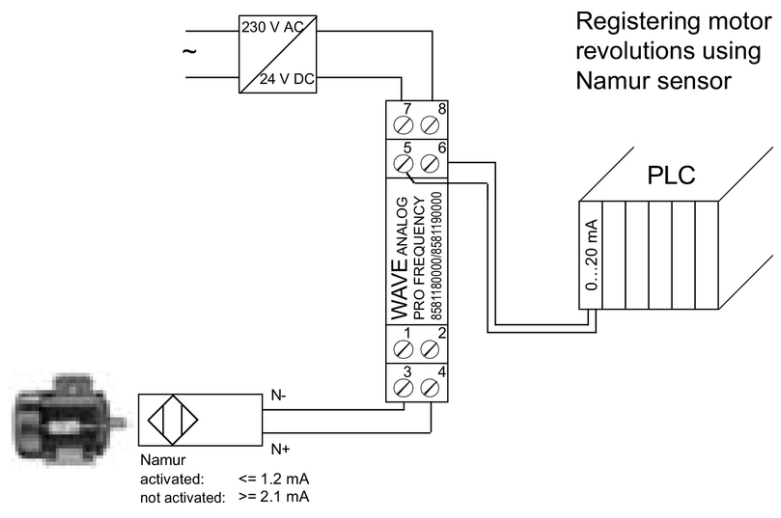 Registering motor
revolutions using
Namur sensor
230 V AC
~
24 V DC
7 8
5 6
PLC
WAVE ANALOG
PRO FREQUENCY
8581180000/8581190000
0...20 mA
1 2
3 4
N-
N+
Namur
activated: <= 1.2 mA
not activated: >= 2.1 mA